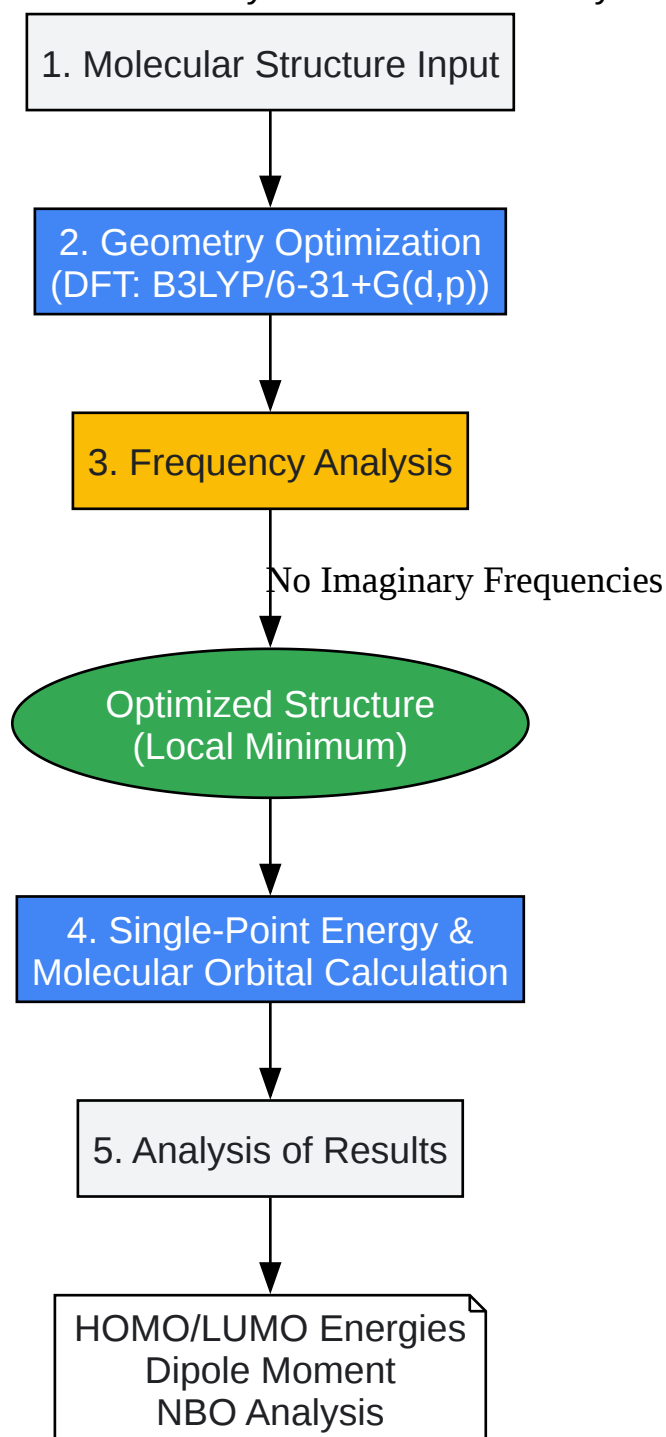 1. Molecular Structure Input
2. Geometry Optimization
(DFT: B3LYP/6-31+G(d,p))
3. Frequency Analysis
No Imaginary Frequencies
Optimized Structure
(Local Minimum)
4. Single-Point Energy &
Molecular Orbital Calculation
5. Analysis of Results
HOMO/LUMO Energies
Dipole Moment
NBO Analysis